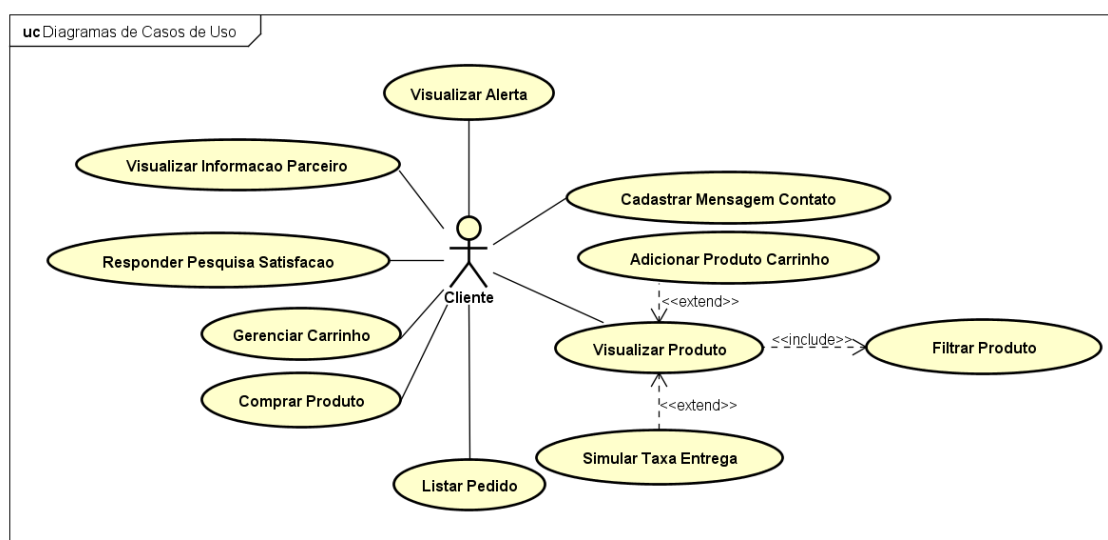 uc Diagramas de Casos de Uso
Visualizar Alerta
Visualizar Informacao Parceiro
Cadastrar Mensagem Contato
Responder Pesquisa Satisfacao
Adicionar Produto Carrinho
Cliente
<<extend>>
Gerenciar Carrinho
Visualizar Produto
<<include>>
Filtrar Produto
Comprar Produto
<<extend>>
Simular Taxa Entrega
Listar Pedido